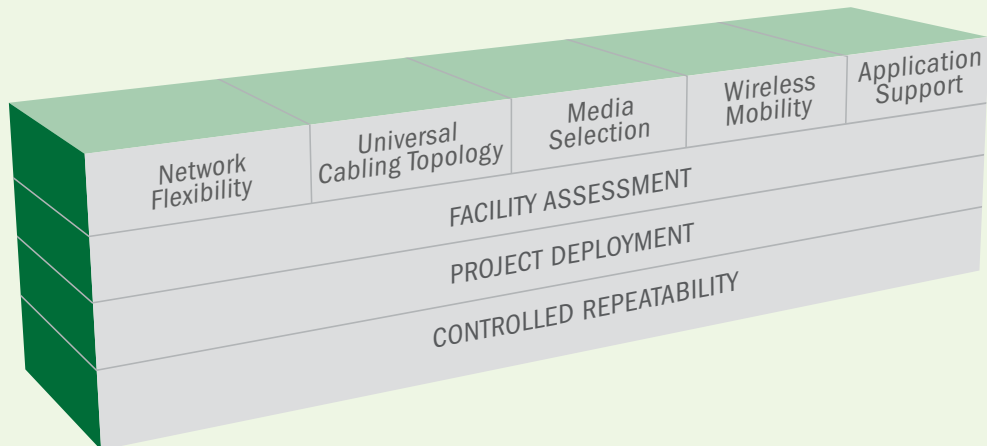 Network
Flexibility
Universal
Cabling Topology
Media
Selection
Wireless
Mobility
Application
Support
FACILITY ASSESSMENT
PROJECT DEPLOYMENT
CONTROLLED REPEATABILITY